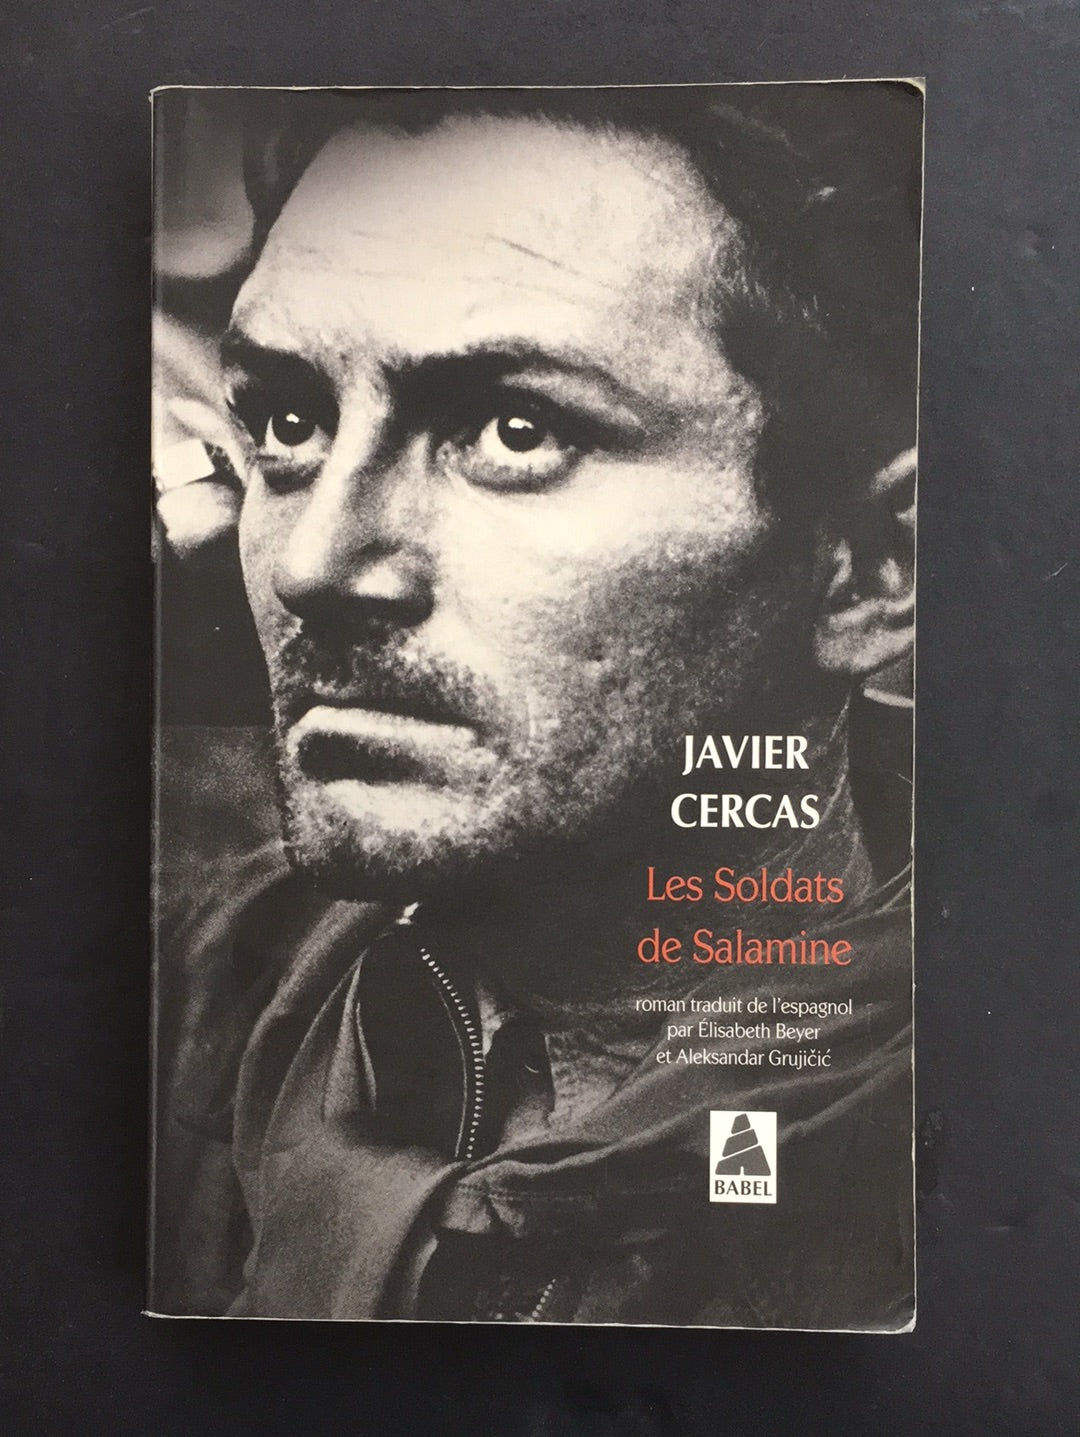 JAVIER
CERCAS
Les Soldats
de Salamine
roman traduit de l'espagnol
par Élisabeth Beyer
et Aleksandar Grujičić
BABEL